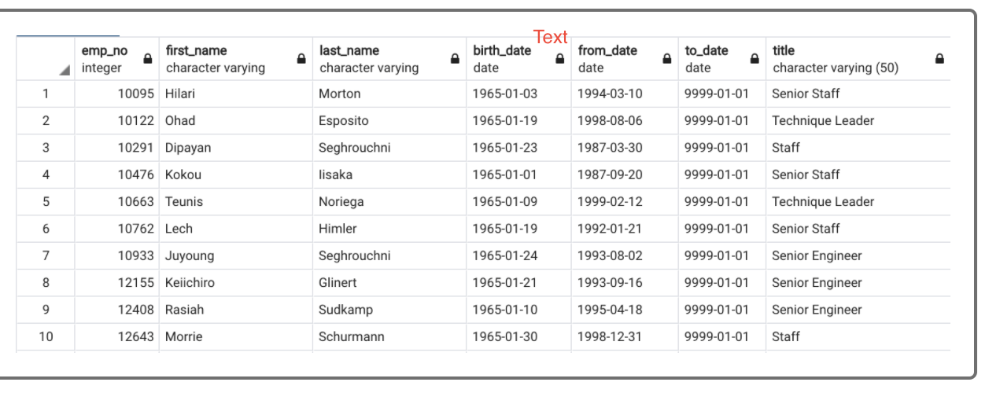 Text
emp_no first_name last_name birth_date from_date to_date title
integer character varying character varying date date date character varying (50)
1 10095 Hilari Morton 1965-01-03 1994-03-10 9999-01-01 Senior Staff
2 10122 Ohad Esposito 1965-01-19 1998-08-06 9999-01-01 Technique Leader
3 10291 Dipayan Seghrouchni 1965-01-23 1987-03-30 9999-01-01 Staff
4 10476 Kokou Iisaka 1965-01-01 1987-09-20 9999-01-01 Senior Staff
5 10663 Teunis Noriega 1965-01-09 1999-02-12 9999-01-01 Technique Leader
6 10762 Lech Himler 1965-01-19 1992-01-21 9999-01-01 Senior Staff
7 10933 Juyoung Seghrouchni 1965-01-24 1993-08-02 9999-01-01 Senior Engineer
8 12155 Keiichiro Glinert 1965-01-21 1993-09-16 9999-01-01 Senior Engineer
9 12408 Rasiah Sudkamp 1965-01-10 1995-04-18 9999-01-01 Senior Engineer
10 12643 Morrie Schurmann 1965-01-30 1998-12-31 9999-01-01 Staff